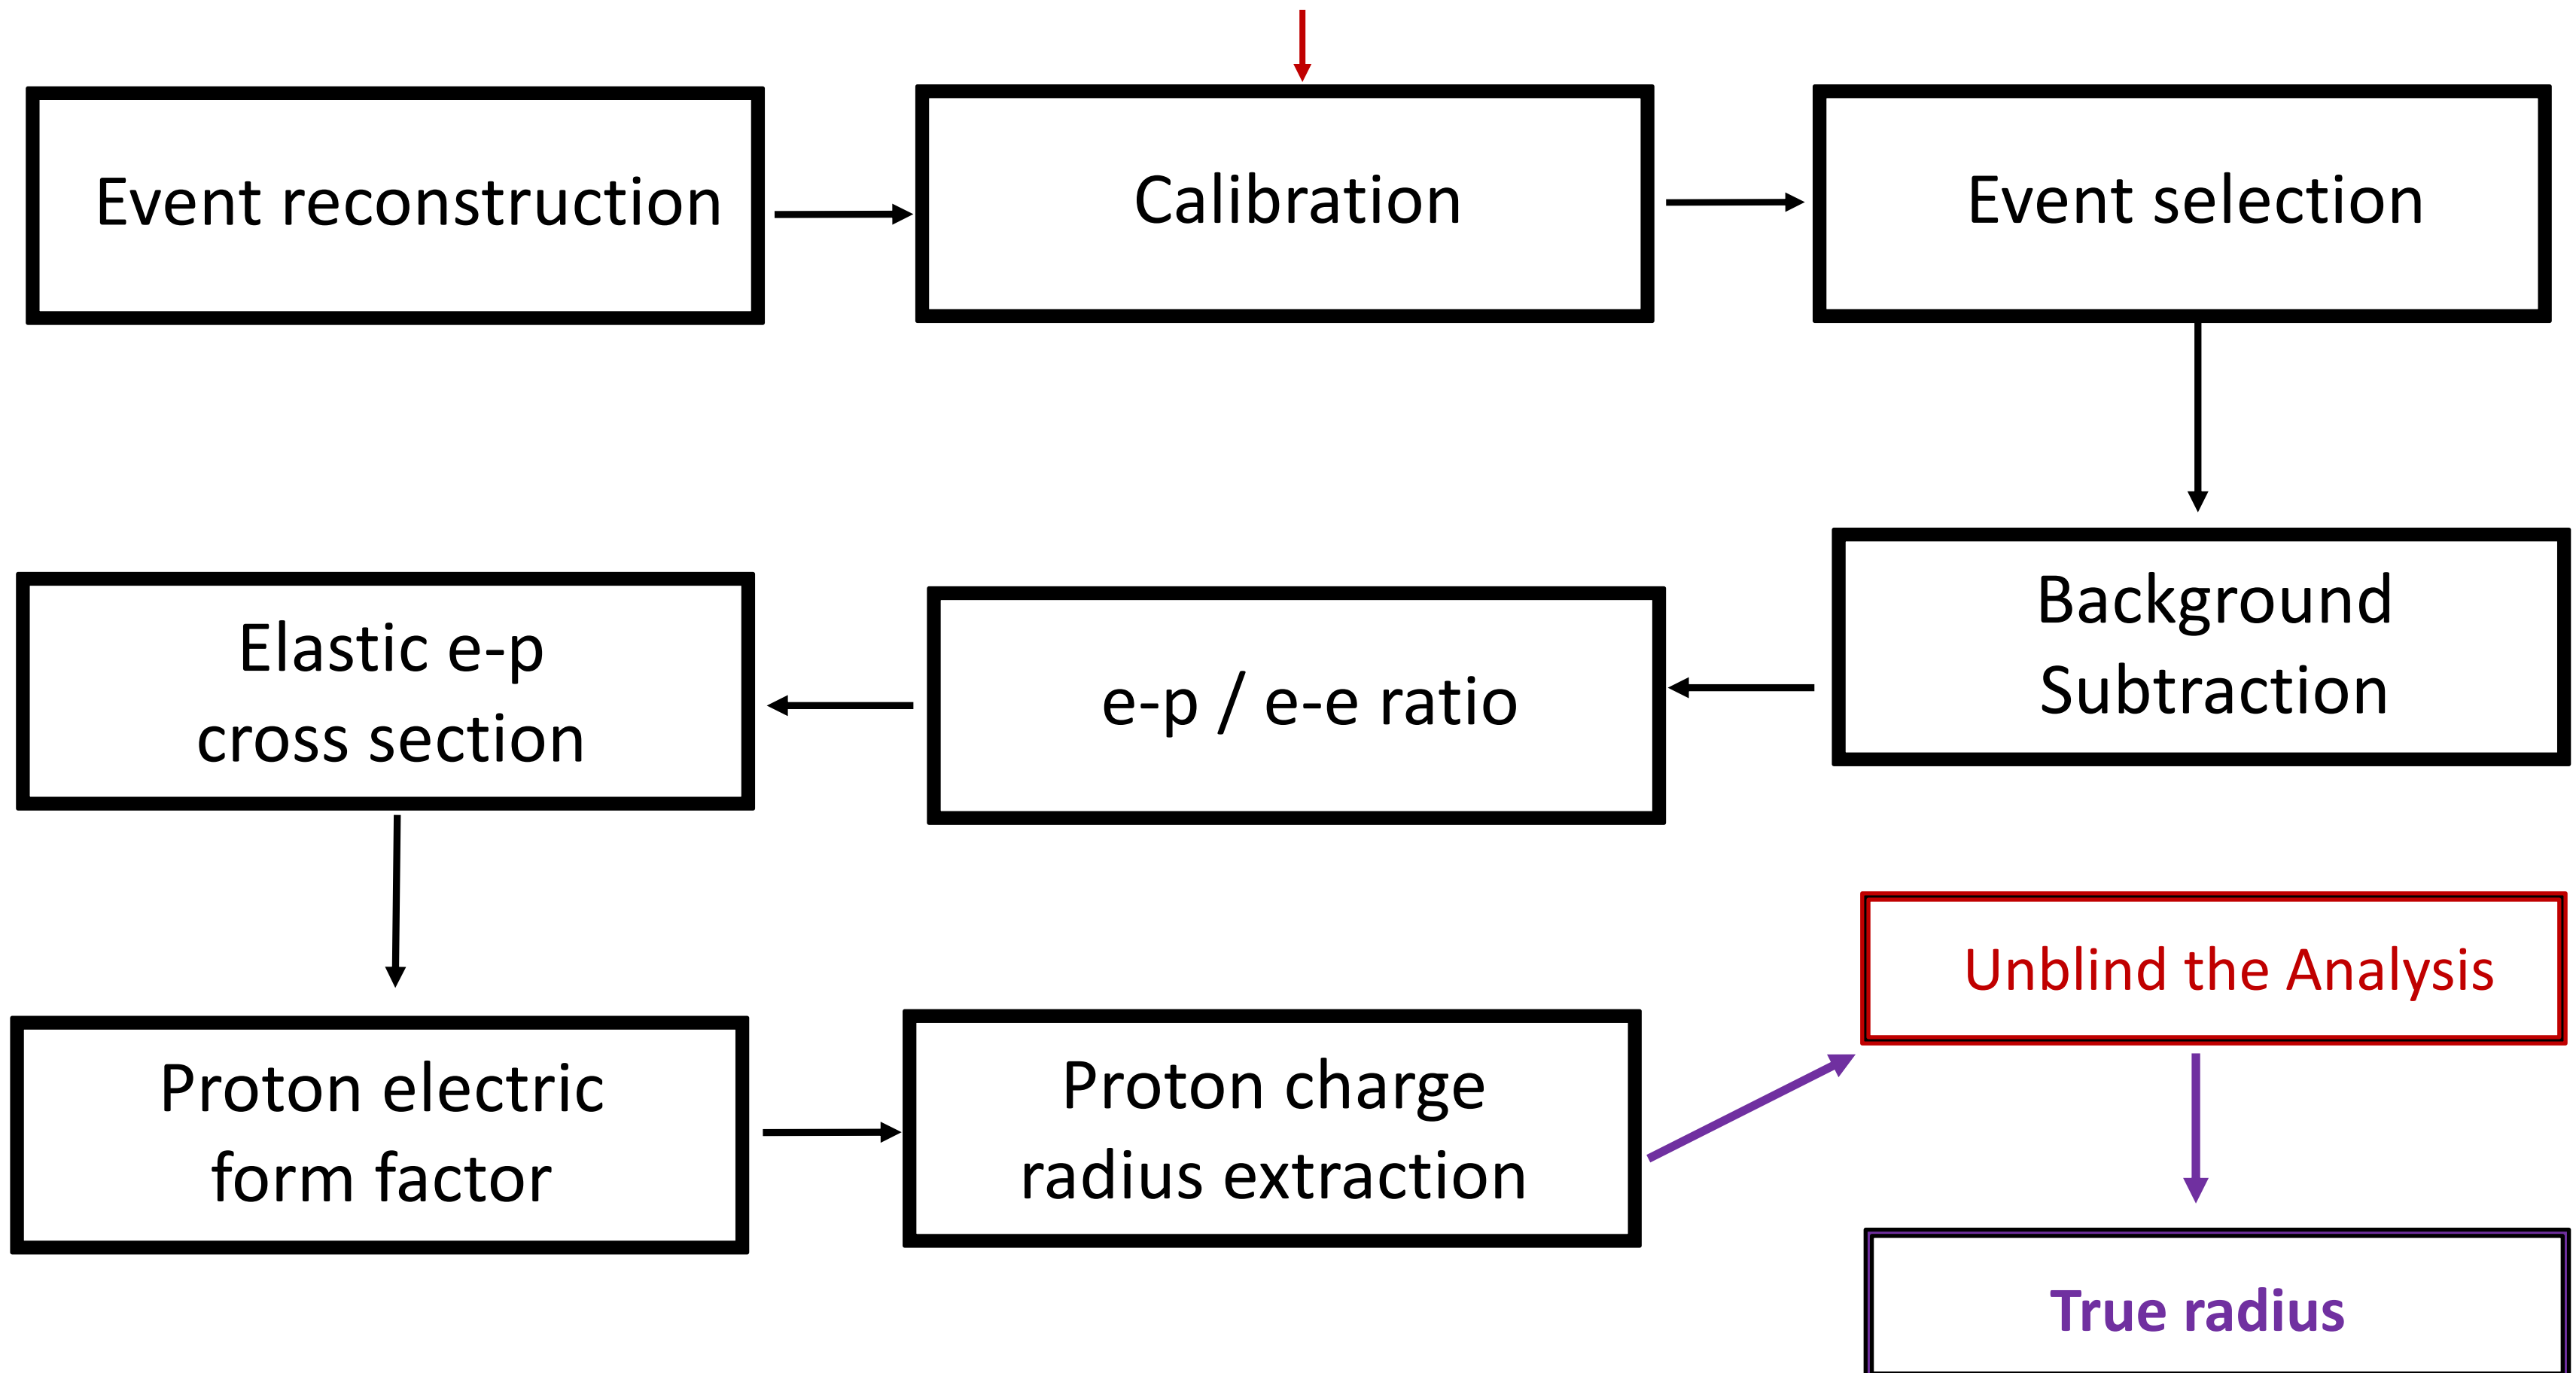 Event reconstruction
Calibration
Event selection
Background
Subtraction
e-p / e-e ratio
Elastic e-p
cross section
Proton electric
form factor
Proton charge
radius extraction
Unblind the Analysis
True radius